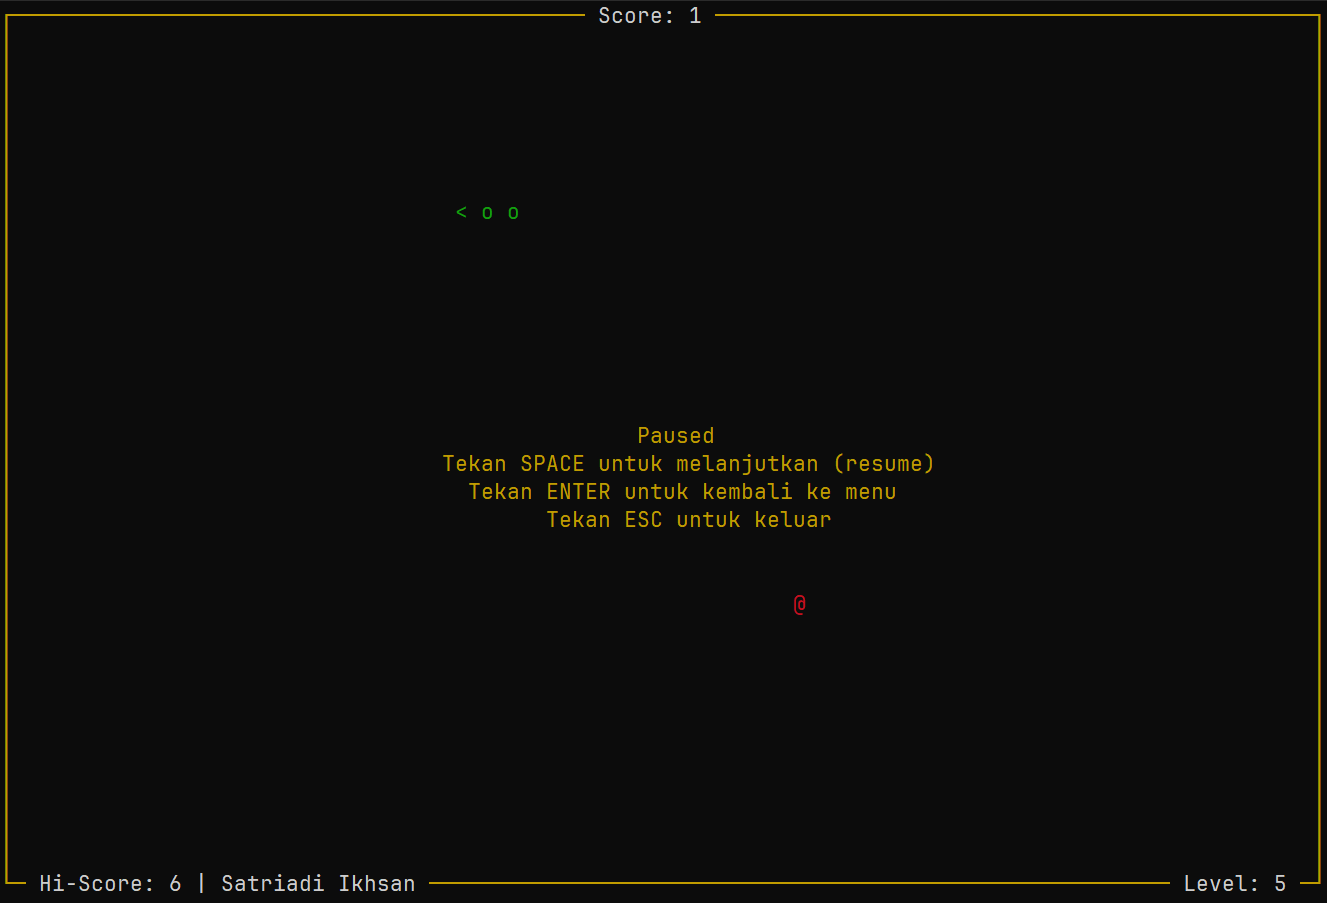 Score: 1
< o o
Paused
Tekan SPACE untuk melanjutkan (resume)
Tekan ENTER untuk kembali ke menu
Tekan ESC untuk keluar
@
Hi-Score: 6 | Satriadi Ikhsan
Level: 5